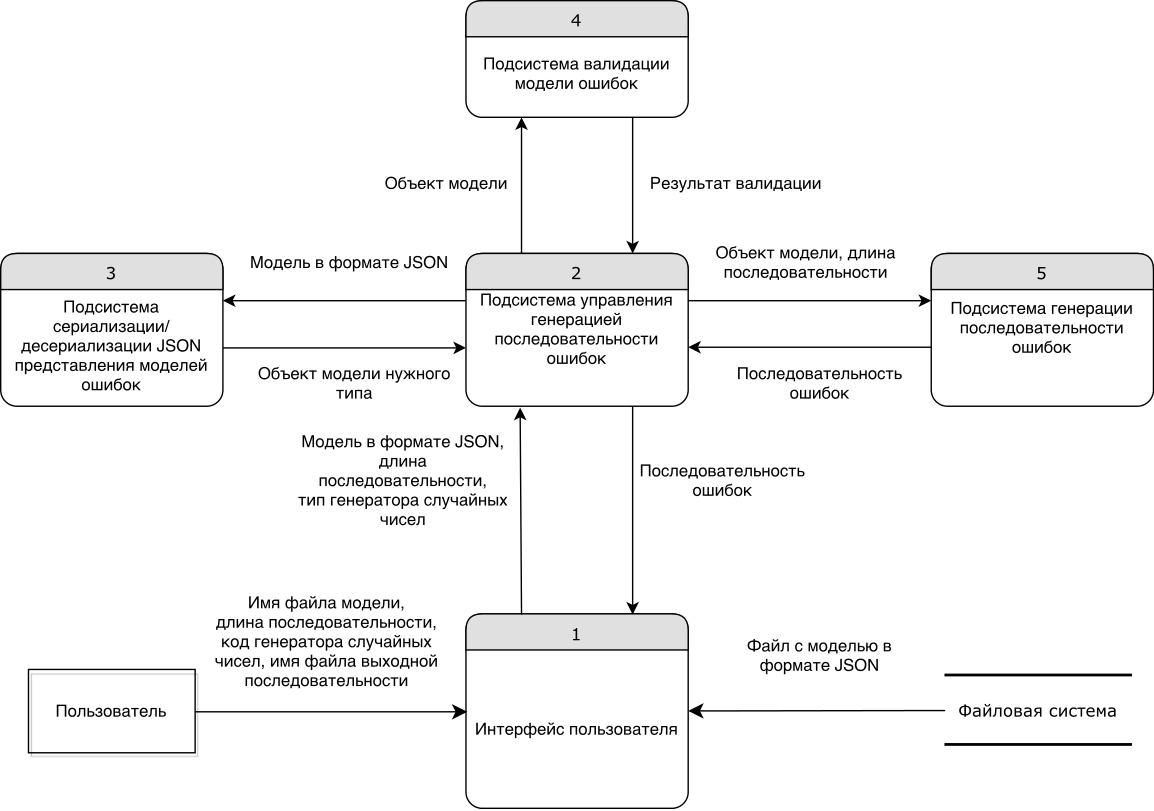 4
Подсистема валидации
модели ошибок
Объект модели
Результат валидации
3
Подсистема
сериализации/
десериализации JSON
представления моделей
ошибок
Модель в формате JSON
Объект модели нужного
типа
2
Подсистема управления
генерацией
последовательности
ошибок
Объект модели, длина
последовательности
Последовательность
ошибок
5
Подсистема генерации
последовательности
ошибок
Модель в формате JSON,
длина
последовательности,
тип генератора случайных
чисел
Последовательность
ошибок
Имя файла модели,
длина последовательности,
код генератора случайных
чисел, имя файла выходной
последовательности
Пользователь
1
Интерфейс пользователя
Файл с моделью в
формате JSON
Файловая система